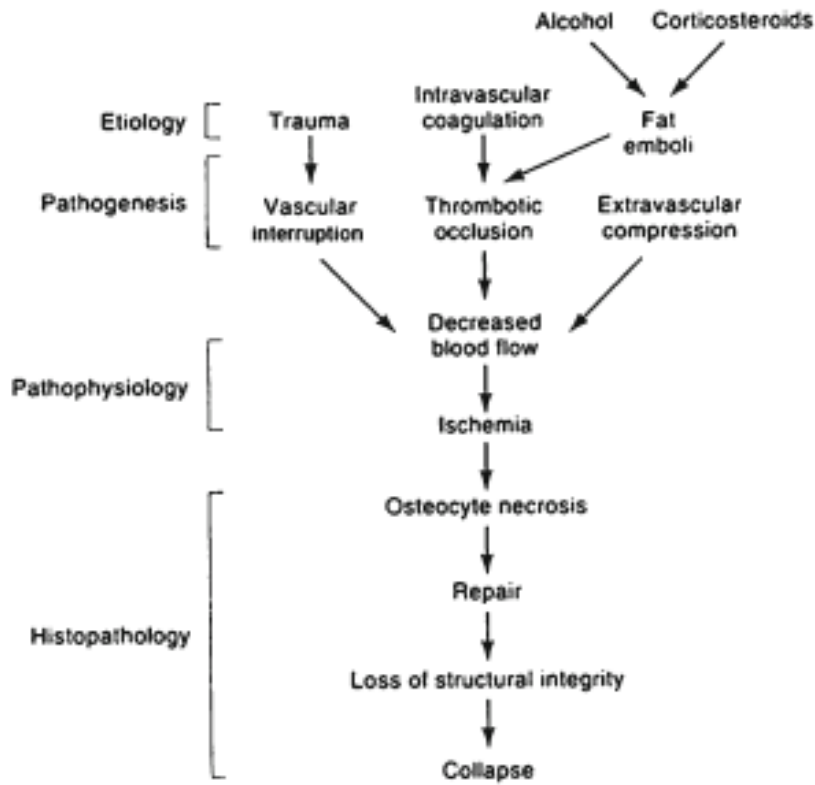 Alcohol Corticosteroids
Etiology Trauma Intravascular coagulation Fat emboli
Pathogenesis Vascular interruption Thrombotic occlusion Extravascular compression
Decreased blood flow
Pathophysiology
Ischemia
Osteocyte necrosis
Repair
Histopathology
Loss of structural integrity
Collapse